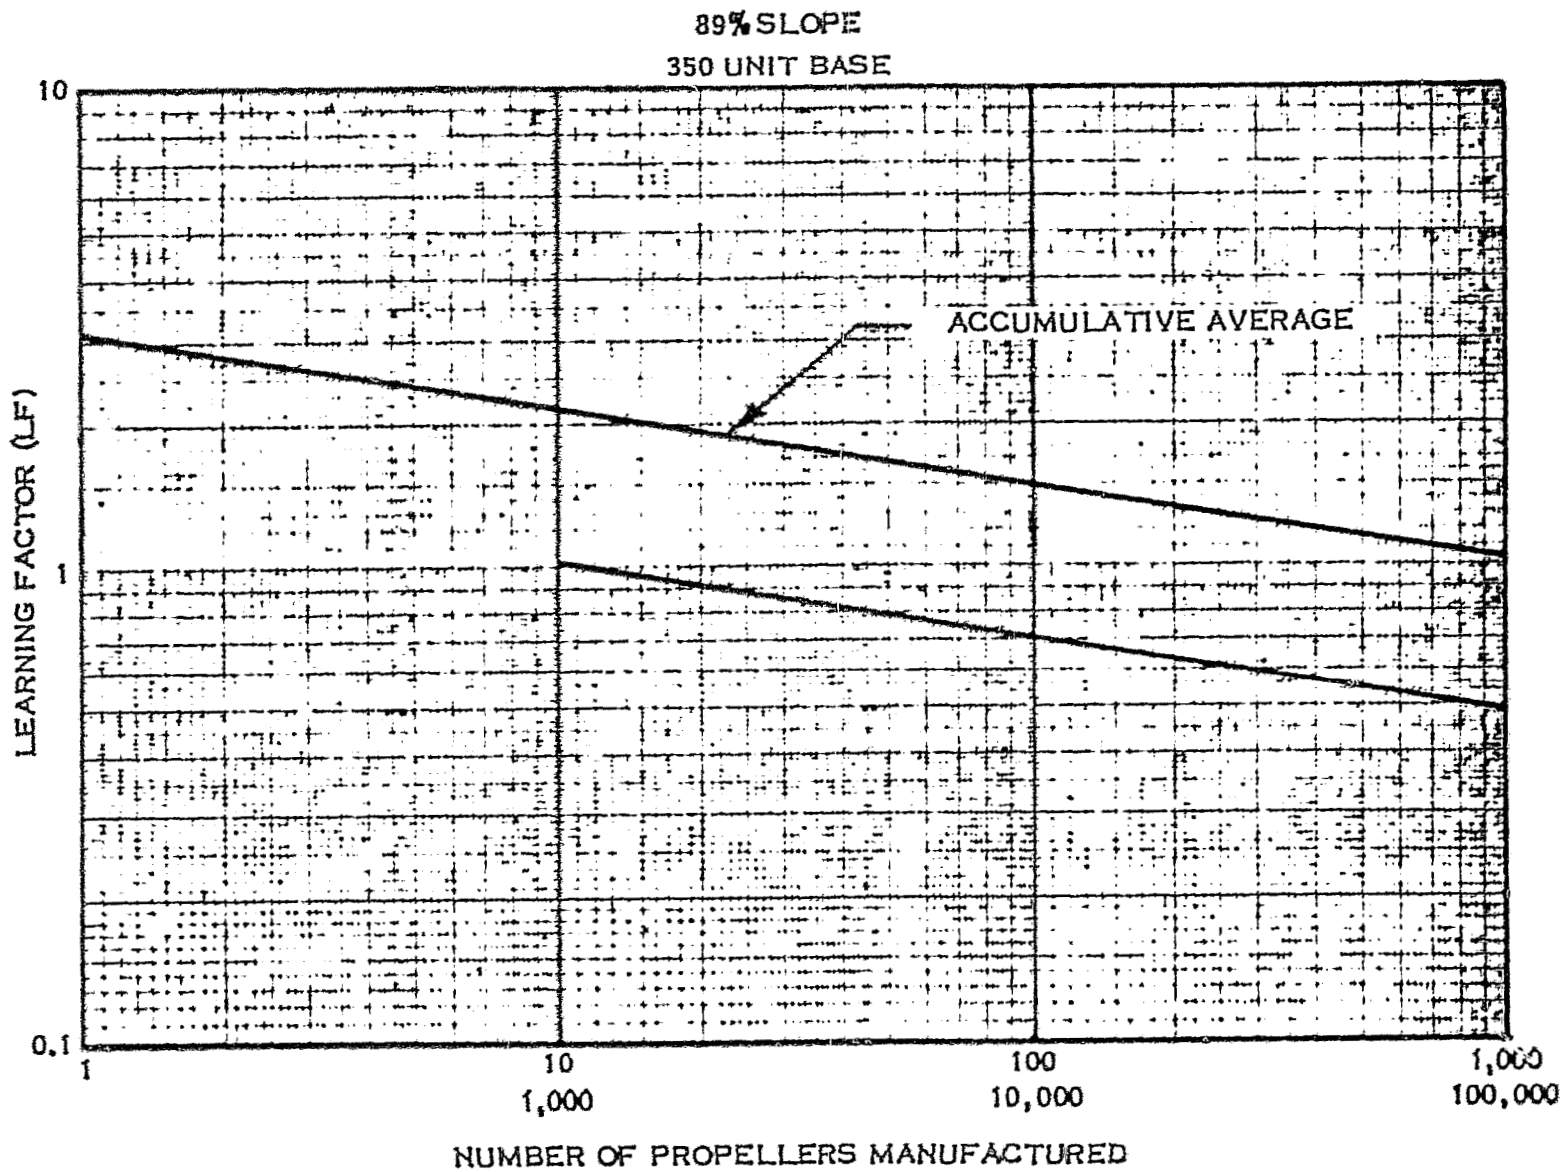 89% SLOPE
350 UNIT BASE
10
1
0.1
LEARNING FACTOR (LF)
ACCUMULATIVE AVERAGE
1 10 100 1,000
1,000 10,000 100,000
NUMBER OF PROPELLERS MANUFACTURED